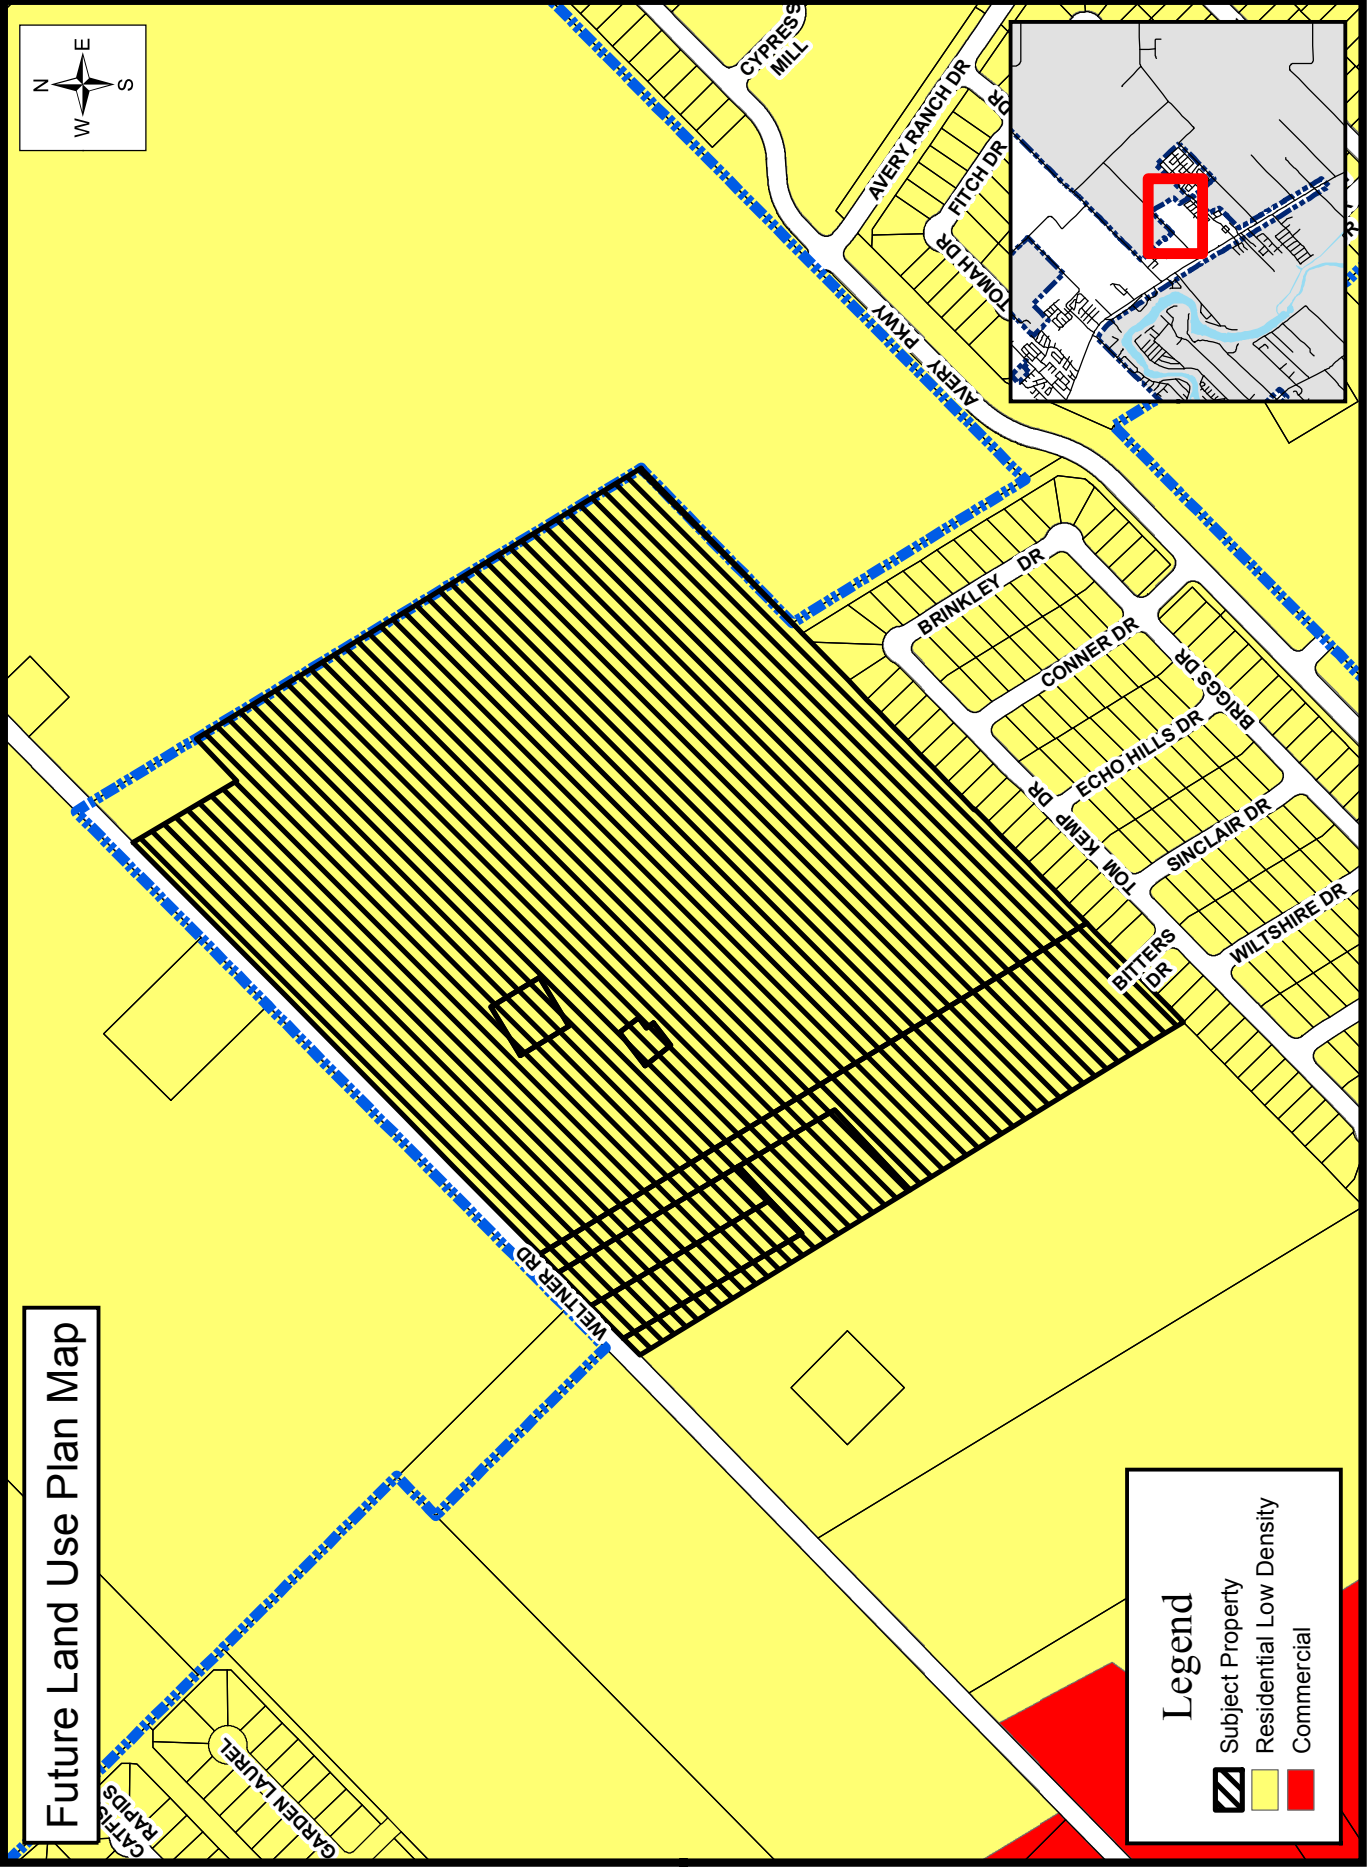 Future Land Use Plan Map
N
W E
S
CATFIS
RAPIDS
GARDEN LAUREL
WELTNER RD
CYPRESS
MILL
AVERY RANCH DR
FITCH DR
DR
TOMAH DR
AVERY PKWY
BRINKLEY DR
CONNER DR
BRIGGS DR
ECHO HILLS DR
TOM KEMP DR
SINCLAIR DR
BITTERS
DR
WILTSHIRE DR
Legend
Subject Property
Residential Low Density
Commercial